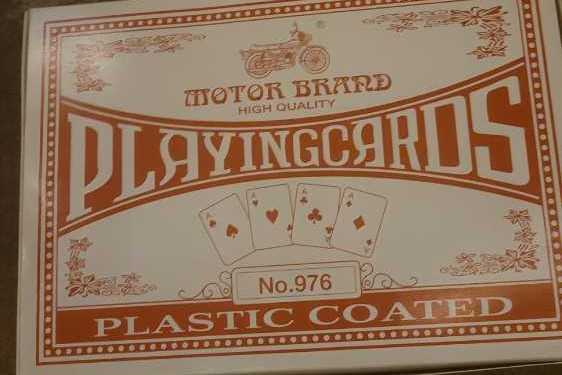 ®
MOTOR BRAND
HIGH QUALITY
PLAYINGCARDS
A A A A
No.976
PLASTIC COATED